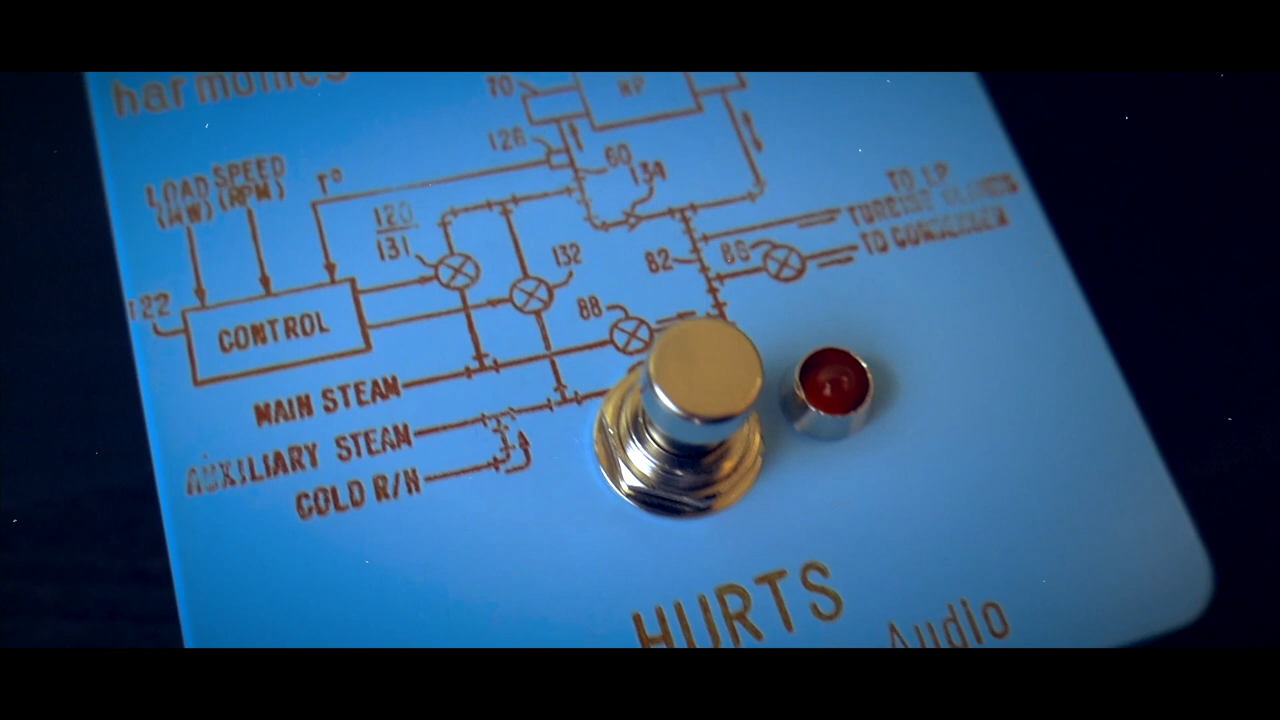 harmonics
70
HP
126
60
134
LOAD SPEED
(MW) (RPM)
T°
120
131
132
TO LP
TURBINE GLANDS
82
86
TO CONDENSER
122
CONTROL
88
MAIN STEAM
AUXILIARY STEAM
COLD R/H
HURTS
Audio